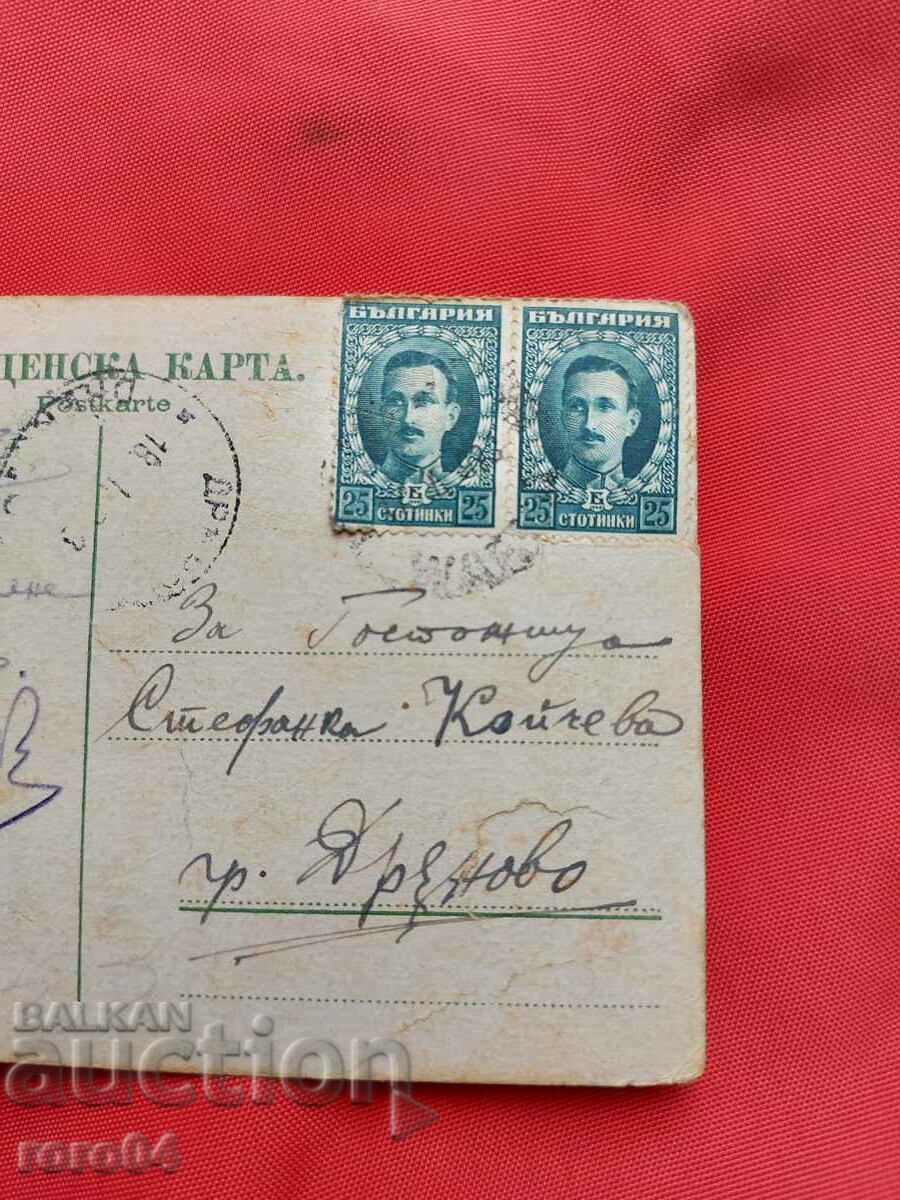 БЪЛГАРИЯ БЪЛГАРИЯ
ЦЕНСКА КАРТА.
Postkarte
25 СТОТИНКИ 25 25 СТОТИНКИ 25
За Госпожица
Стефанка Койчева
гр. Дряново
BALKAN
auction
roro04